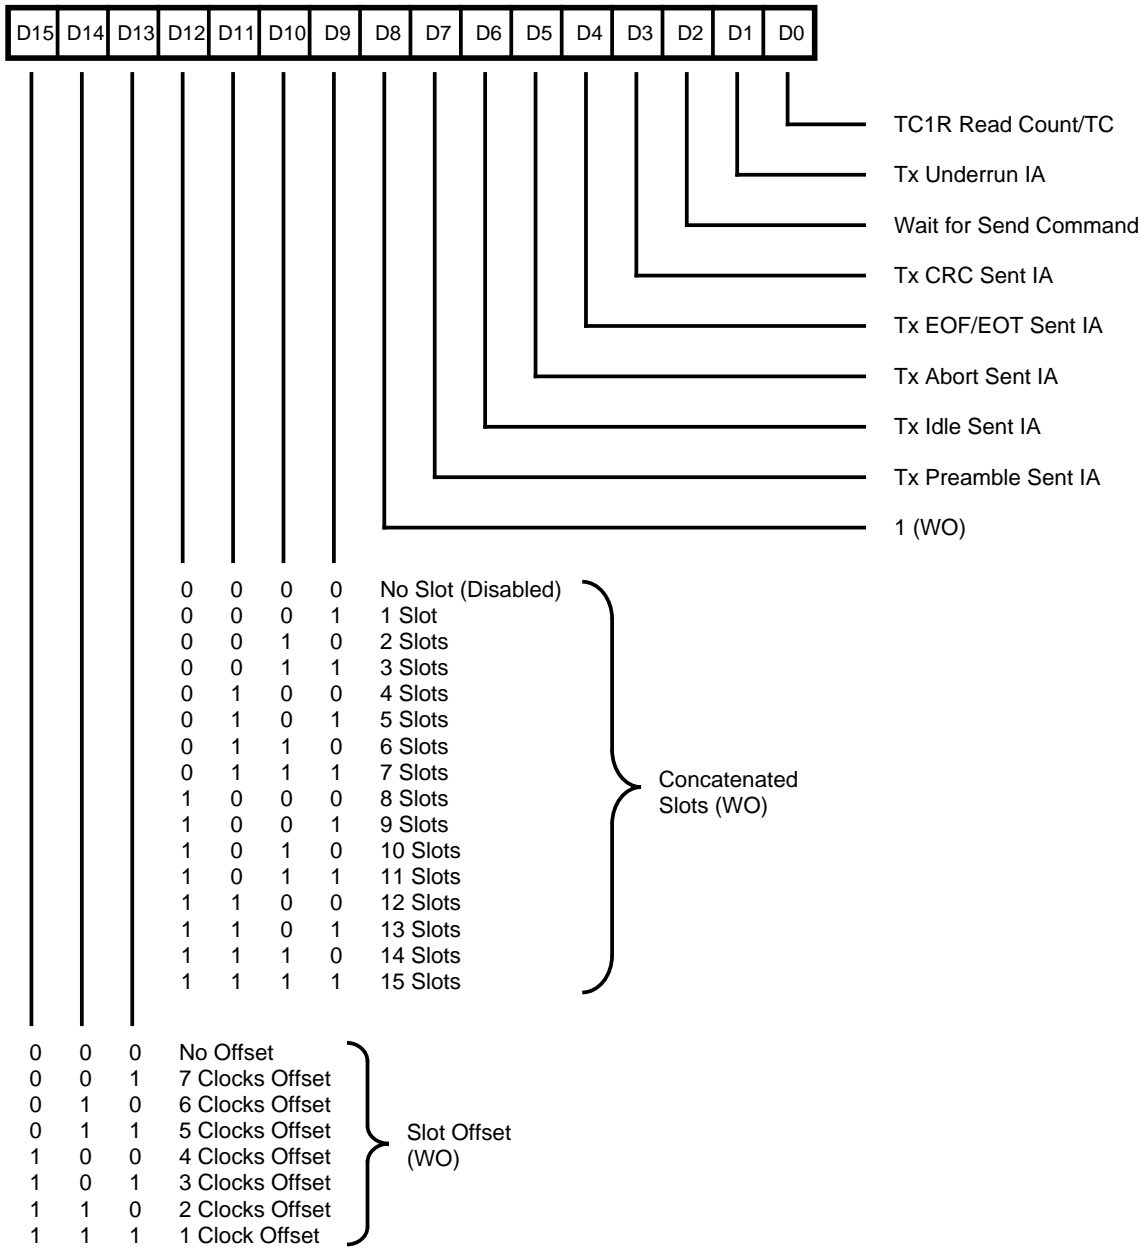 D15 D14 D13 D12 D11 D10 D9 D8 D7 D6 D5 D4 D3 D2 D1 D0
TC1R Read Count/TC
Tx Underrun IA
Wait for Send Command
Tx CRC Sent IA
Tx EOF/EOT Sent IA
Tx Abort Sent IA
Tx Idle Sent IA
Tx Preamble Sent IA
1 (WO)
0 0 0 0 No Slot (Disabled)
0 0 0 1 1 Slot
0 0 1 0 2 Slots
0 0 1 1 3 Slots
0 1 0 0 4 Slots
0 1 0 1 5 Slots
0 1 1 0 6 Slots
0 1 1 1 7 Slots
1 0 0 0 8 Slots
1 0 0 1 9 Slots
1 0 1 0 10 Slots
1 0 1 1 11 Slots
1 1 0 0 12 Slots
1 1 0 1 13 Slots
1 1 1 0 14 Slots
1 1 1 1 15 Slots
Concatenated
Slots (WO)
0 0 0 No Offset
0 0 1 7 Clocks Offset
0 1 0 6 Clocks Offset
0 1 1 5 Clocks Offset
1 0 0 4 Clocks Offset
1 0 1 3 Clocks Offset
1 1 0 2 Clocks Offset
1 1 1 1 Clock Offset
Slot Offset
(WO)